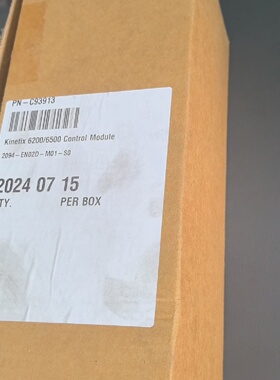 PN-C93913
Kinetix 6200/6500 Control Module
2094-EN02D-M01-S0
2024 07 15
TY. PER BOX